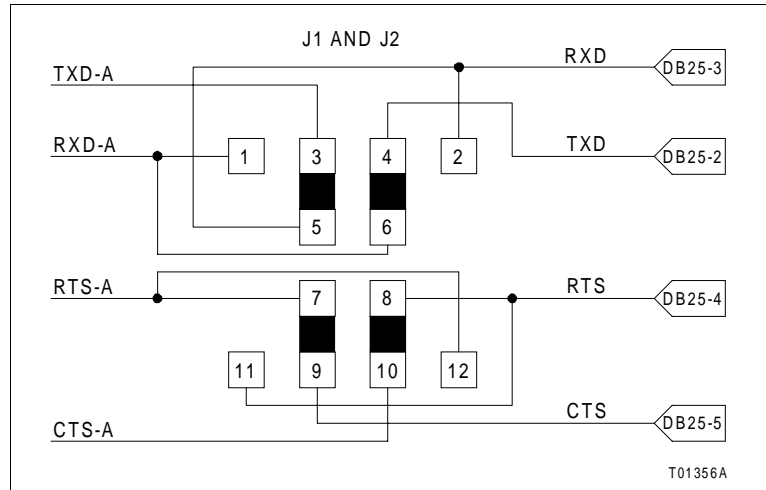 J1 AND J2
RXD
DB25-3
TXD-A
RXD-A
1
3
4
2
TXD
DB25-2
5
6
RTS-A
7
8
RTS
DB25-4
11
9
10
12
CTS-A
CTS
DB25-5
T01356A